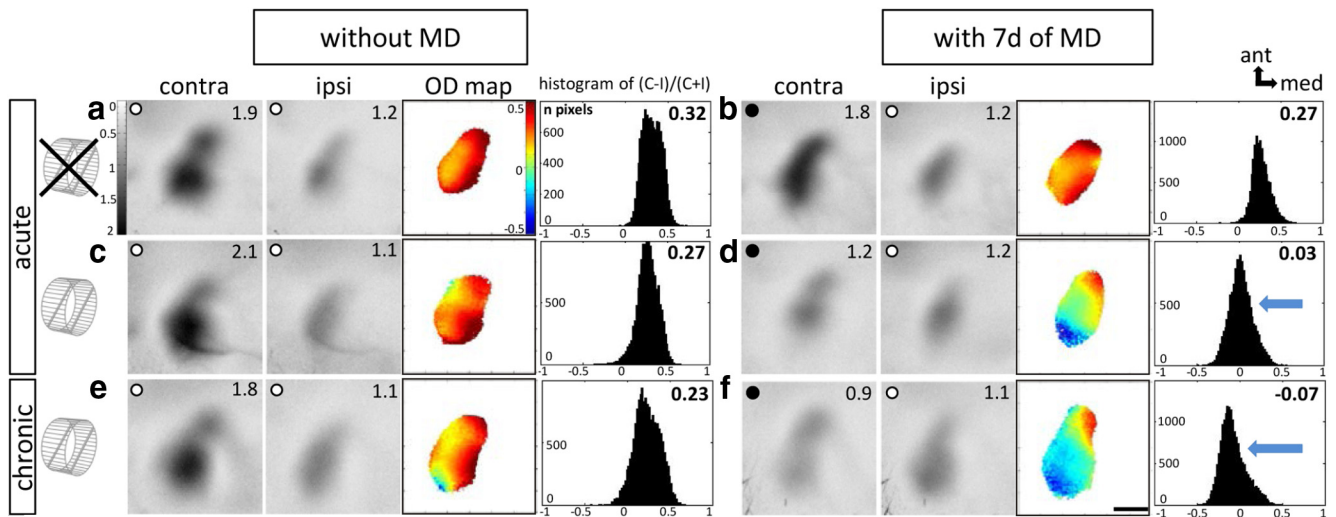 without MD
with 7d of MD
contra ipsi OD map histogram of (C-I)/(C+I)
contra ipsi
ant
med
acute
a
0
0.5
1
1.5
2
1.9
1.2
0.5
0
-0.5
n pixels
600
400
200
0
0.32
-1 -0.5 0 0.5 1
b
1.8
1.2
1000
500
0
0.27
-1 -0.5 0 0.5 1
c
2.1
1.1
500
0
0.27
-1 -0.5 0 0.5 1
d
1.2
1.2
500
0
0.03
-1 -0.5 0 0.5 1
chronic
e
1.8
1.1
500
0
0.23
-1 -0.5 0 0.5 1
f
0.9
1.1
1000
500
0
-0.07
-1 -0.5 0 0.5 1